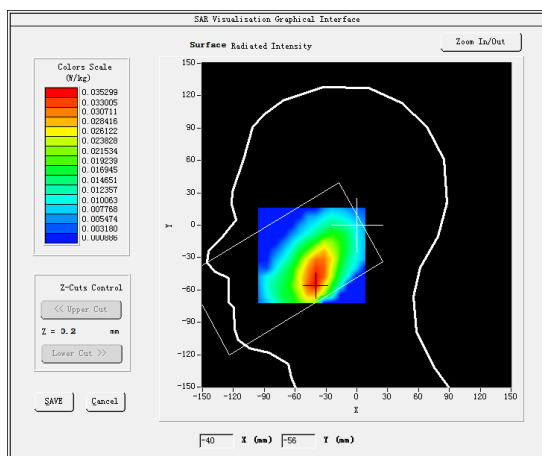 SAR Visualisation Graphical Interface
Surface Radiated Intensity
Zoom In/Out
Colors Scale
(W/kg)
0.035299
0.033005
0.030711
0.028416
0.026122
0.023828
0.021534
0.019239
0.016945
0.014651
0.012357
0.010063
0.007768
0.005474
0.003180
0.000886
Z-Cuts Control
<< Upper Cut
Z = 0.2 mm
Lower Cut >>
SAVE Cancel
150
120
90
60
30
0
-30
-60
-90
-120
-150
Y
-150 -120 -90 -60 -30 0 30 60 90 120 150
X
-40 X (mm) -56 Y (mm)